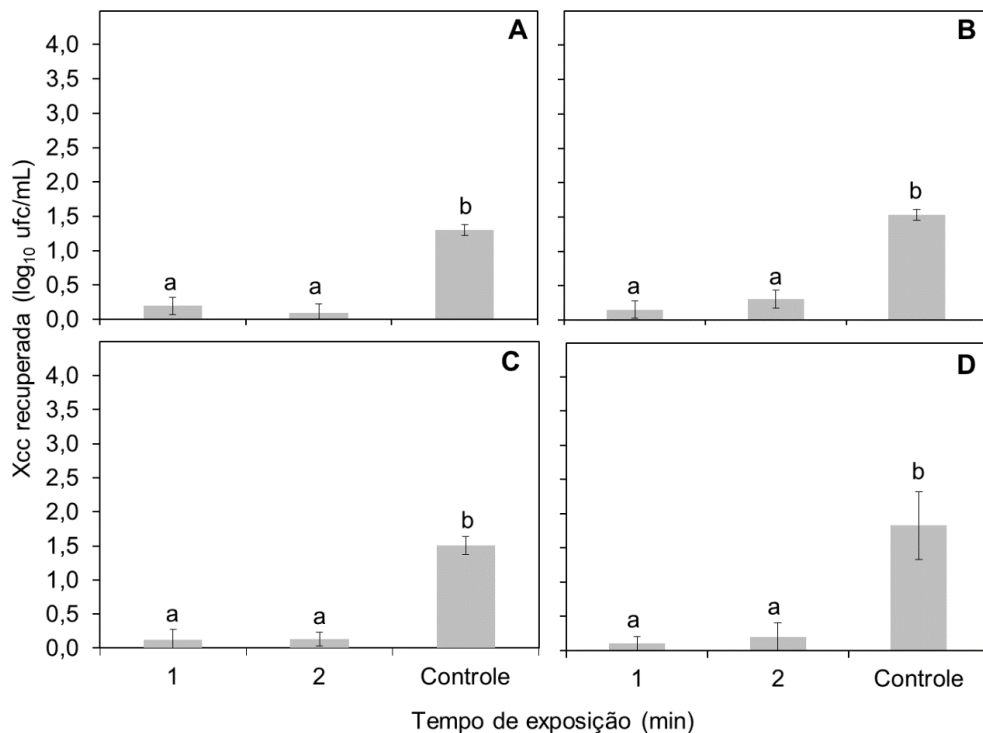 A
B
4,0
3,5
3,0
2,5
2,0
1,5
1,0
0,5
0,0
a
a
b
a
a
b
C
D
4,0
3,5
3,0
2,5
2,0
1,5
1,0
0,5
0,0
a
a
b
a
a
b
1
2
Controle
1
2
Controle
Xcc recuperada (log10 ufc/mL)
Tempo de exposição (min)